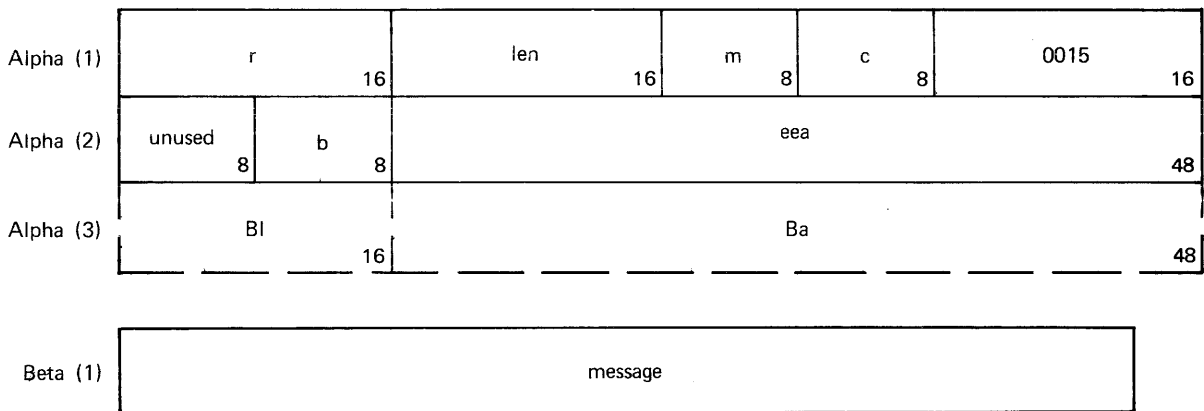 Alpha (1) r 16 len 16 m 8 c 8 0015 16
Alpha (2) unused 8 b 8 eea 48
Alpha (3) Bl 16 Ba 48
Beta (1) message